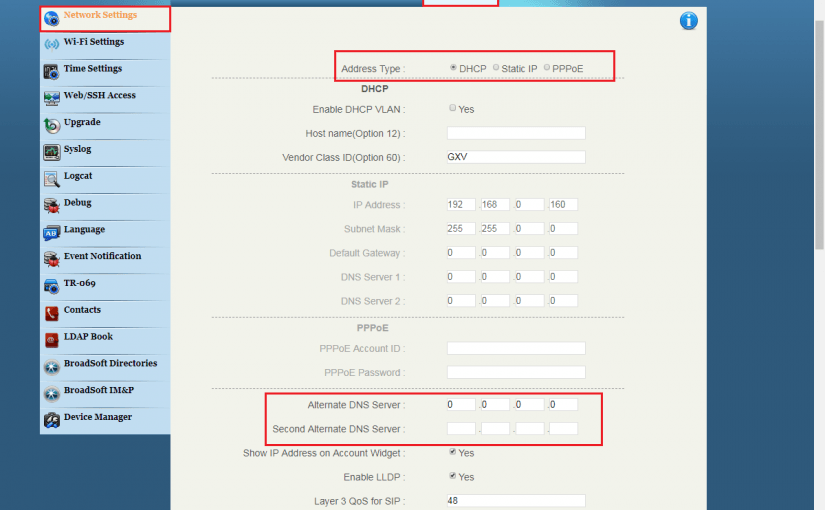 Network Settings
Wi-Fi Settings
Time Settings
Web/SSH Access
Upgrade
Syslog
Logcat
Debug
Language
Event Notification
TR-069
Contacts
LDAP Book
BroadSoft Directories
BroadSoft IM&P
Device Manager
Address Type : DHCP Static IP PPPoE
DHCP
Enable DHCP VLAN : Yes
Host name(Option 12) :
Vendor Class ID(Option 60) : GXV
Static IP
IP Address : 192 .168 .0 .160
Subnet Mask : 255 .255 .0 .0
Default Gateway : 0 .0 .0 .0
DNS Server 1 : 0 .0 .0 .0
DNS Server 2 : 0 .0 .0 .0
PPPoE
PPPoE Account ID :
PPPoE Password :
Alternate DNS Server : 0 .0 .0 .0
Second Alternate DNS Server : . . .
Show IP Address on Account Widget : Yes
Enable LLDP : Yes
Layer 3 QoS for SIP : 48